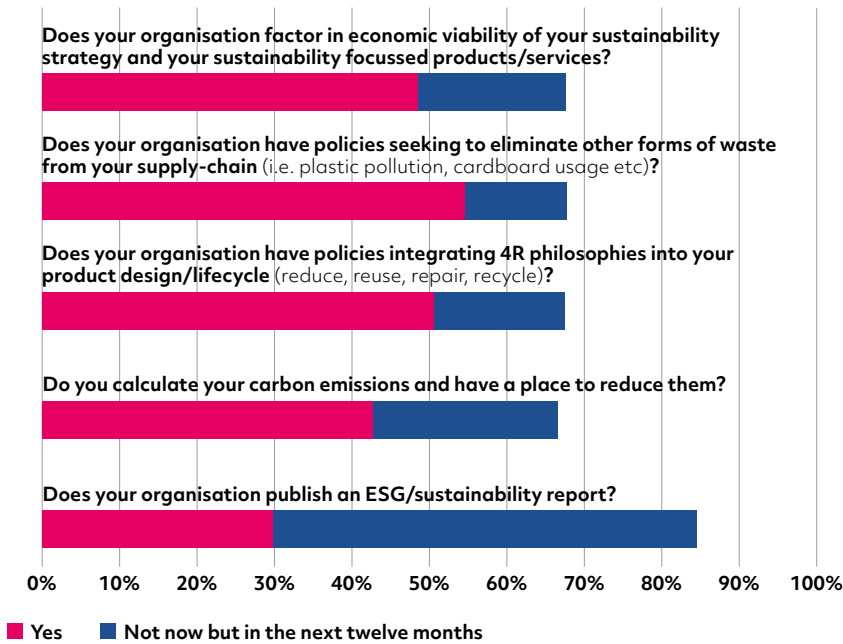 Does your organisation factor in economic viability of your sustainability
strategy and your sustainability focussed products/services?
Does your organisation have policies seeking to eliminate other forms of waste
from your supply-chain (i.e. plastic pollution, cardboard usage etc)?
Does your organisation have policies integrating 4R philosophies into your
product design/lifecycle (reduce, reuse, repair, recycle)?
Do you calculate your carbon emissions and have a place to reduce them?
Does your organisation publish an ESG/sustainability report?
0% 10% 20% 30% 40% 50% 60% 70% 80% 90% 100%
Yes Not now but in the next twelve months